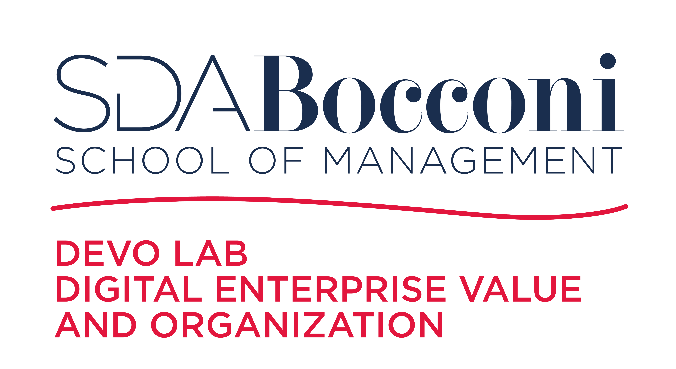 SDABocconi
SCHOOL OF MANAGEMENT
DEVO LAB
DIGITAL ENTERPRISE VALUE
AND ORGANIZATION